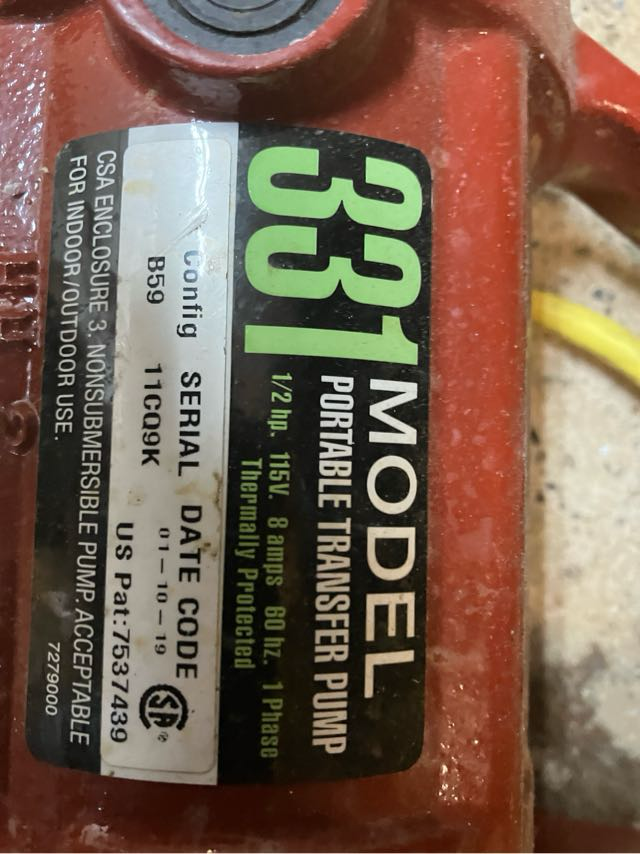 331 MODEL
PORTABLE TRANSFER PUMP
1/2 hp. 115V. 8 amps 60 hz. 1 Phase
Thermally Protected
Config SERIAL DATE CODE
B59 11CQ9K 01-10-19
US Pat:7537439
SA®
CSA ENCLOSURE 3. NONSUBMERSIBLE PUMP. ACCEPTABLE
FOR INDOOR/OUTDOOR USE.
7279000